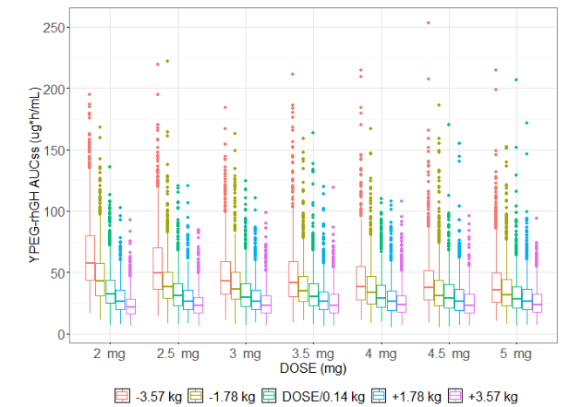 250
200
150
100
50
0
YPEG-rhGH AUCss (ug*h/mL)
2 mg 2.5 mg 3 mg 3.5 mg 4 mg 4.5 mg 5 mg
DOSE (mg)
-3.57 kg -1.78 kg DOSE/0.14 kg +1.78 kg +3.57 kg